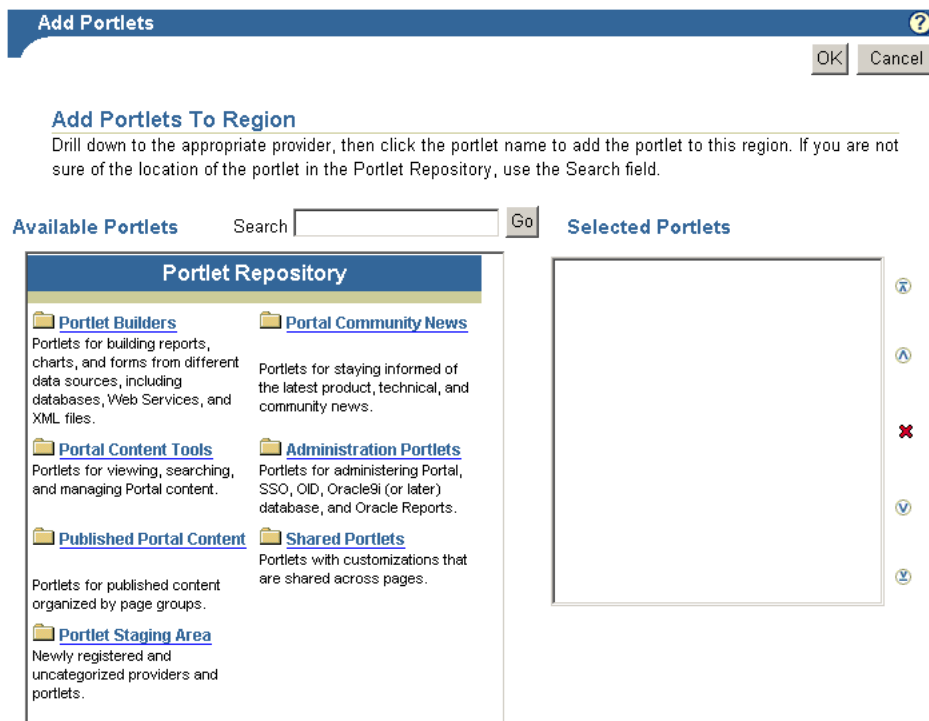 Add Portlets
?
OK Cancel
Add Portlets To Region
Drill down to the appropriate provider, then click the portlet name to add the portlet to this region. If you are not
sure of the location of the portlet in the Portlet Repository, use the Search field.
Available Portlets Search Go Selected Portlets
Portlet Repository
Portlet Builders
Portlets for building reports,
charts, and forms from different
data sources, including
databases, Web Services, and
XML files.
Portal Community News
Portlets for staying informed of
the latest product, technical, and
community news.
Portal Content Tools
Portlets for viewing, searching,
and managing Portal content.
Administration Portlets
Portlets for administering Portal,
SSO, OID, Oracle9i (or later)
database, and Oracle Reports.
Published Portal Content
Portlets for published content
organized by page groups.
Shared Portlets
Portlets with customizations that
are shared across pages.
Portlet Staging Area
Newly registered and
uncategorized providers and
portlets.